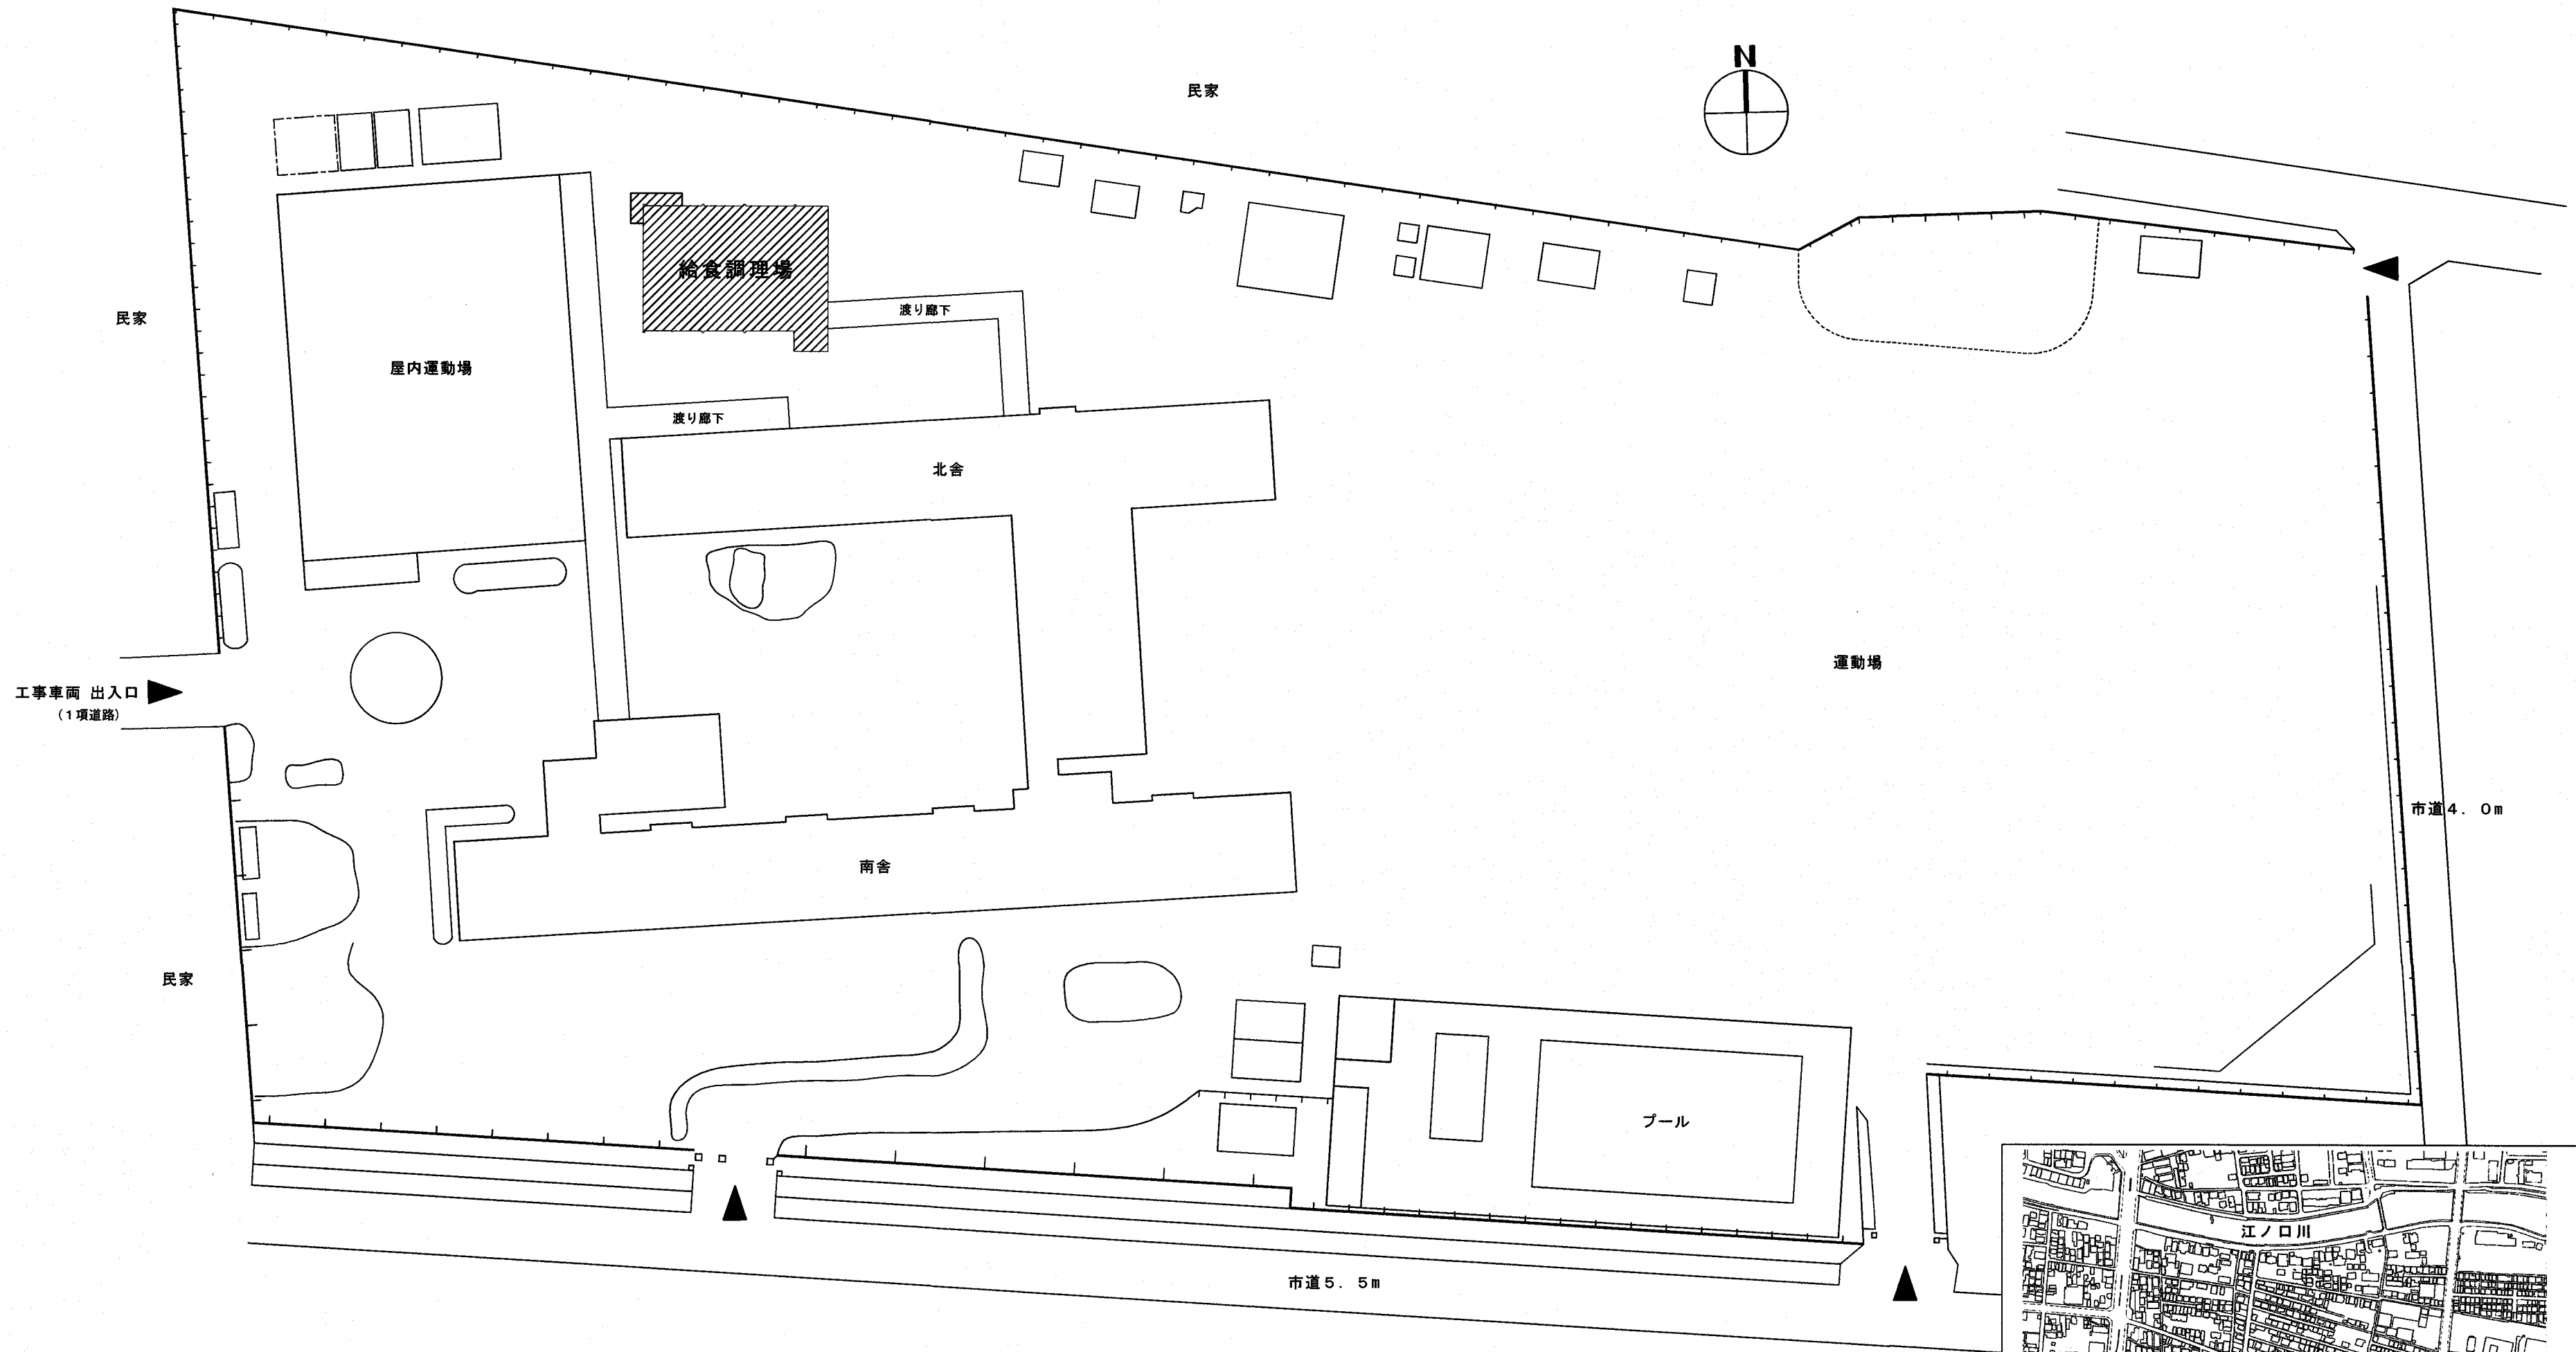 N
民家
給食調理場
渡り廊下
民家
屋内運動場
渡り廊下
北舎
運動場
工事車両 出入口
(1項道路)
市道4.0m
南舎
民家
プール
江ノ口川
市道5.5m